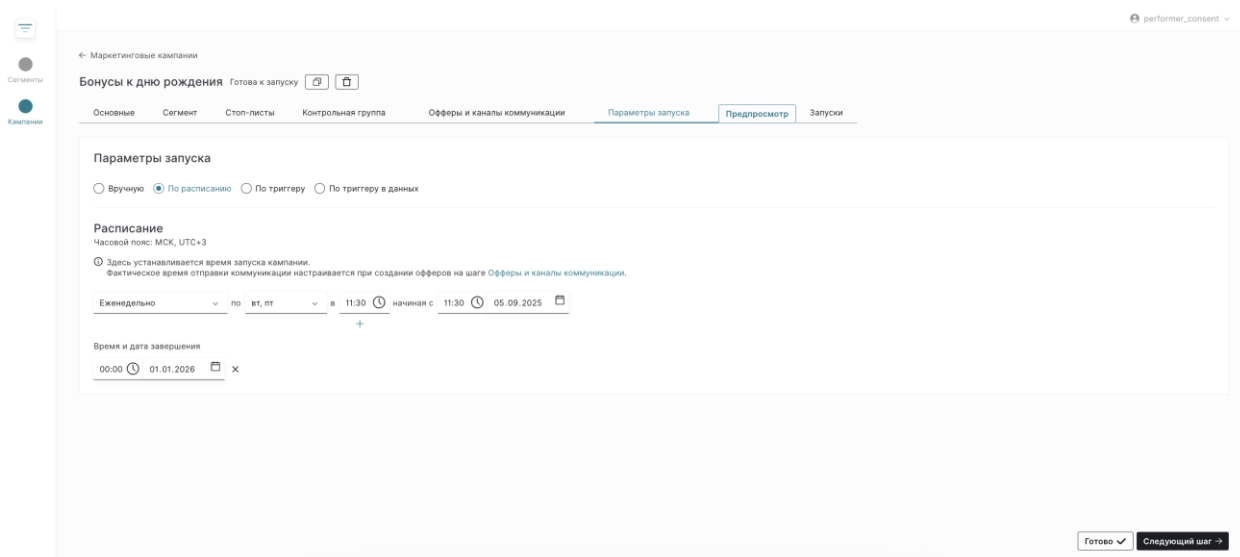 performer_consent
Сегменты
Кампании
← Маркетинговые кампании
Бонусы к дню рождения Готова к запуску
Основные Сегмент Стоп-листы Контрольная группа Офферы и каналы коммуникации Параметры запуска Предпросмотр Запуски
Параметры запуска
Вручную По расписанию По триггеру По триггеру в данных
Расписание
Часовой пояс: МСК, UTC+3
Здесь устанавливается время запуска кампании.
Фактическое время отправки коммуникации настраивается при создании офферов на шаге Офферы и каналы коммуникации.
Еженедельно по вт, пт в 11:30 начиная с 11:30 05.09.2025
+
Время и дата завершения
00:00 01.01.2026 ×
Готово ✓ Следующий шаг →